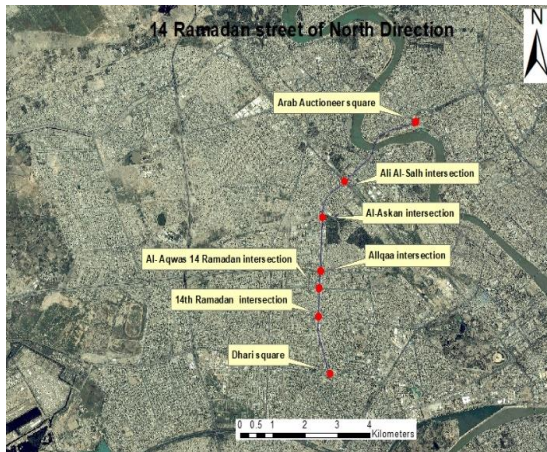 14 Ramadan street of North Direction
N
Arab Auctioneer square
Ali Al-Salh intersection
Al-Askan intersection
Al- Aqwas 14 Ramadan intersection
Allqaa intersection
14th Ramadan intersection
Dhari square
0 0.5 1 2 3 4
Kilometers